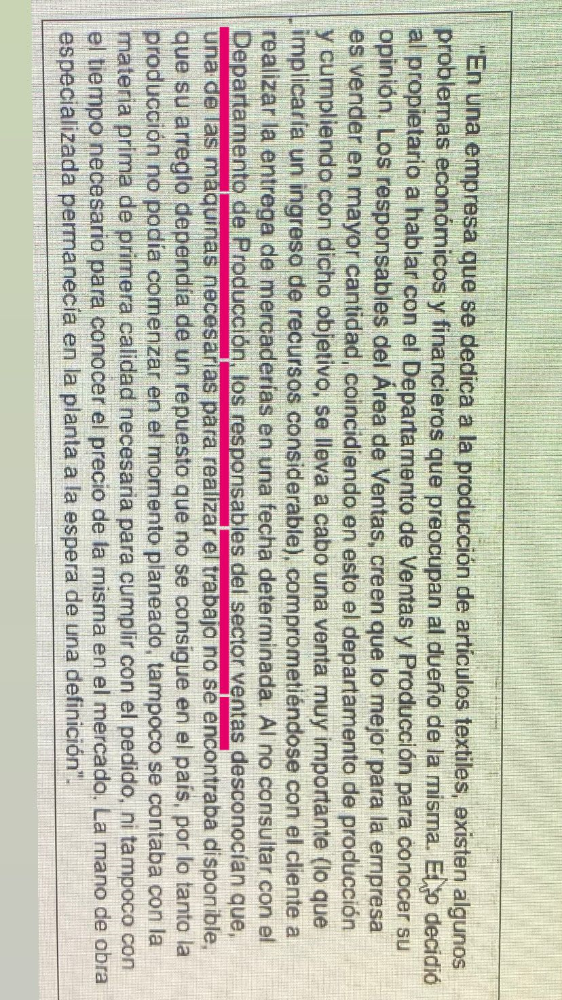 "En una empresa que se dedica a la producción de artículos textiles, existen algunos
problemas económicos y financieros que preocupan al dueño de la misma. decidió
al propietario a hablar con el Departamento de Ventas y Producción para conocer su
opinión. Los responsables del Área de Ventas, creen que lo mejor para la empresa
es vender en mayor cantidad, coincidiendo en esto el departamento de producción
y cumpliendo con dicho objetivo, se lleva a cabo una venta muy importante (lo que
implicaría un ingreso de recursos considerable), comprometiéndose con el cliente a
realizar la entrega de mercaderías en una fecha determinada. Al no consultar con el
Departamento de Producción, los responsables del sector ventas desconocían que,
una de las máquinas necesarias para realizar el trabajo no se encontraba disponible,
que su arreglo dependía de un repuesto que no se consigue en el país, por lo tanto la
producción no podía comenzar en el momento planeado, tampoco se contaba con la
materia prima de primera calidad necesaria para cumplir con el pedido, ni tampoco con
el tiempo necesario para conocer el precio de la misma en el mercado. La mano de obra
especializada permanecía en la planta a la espera de una definición".